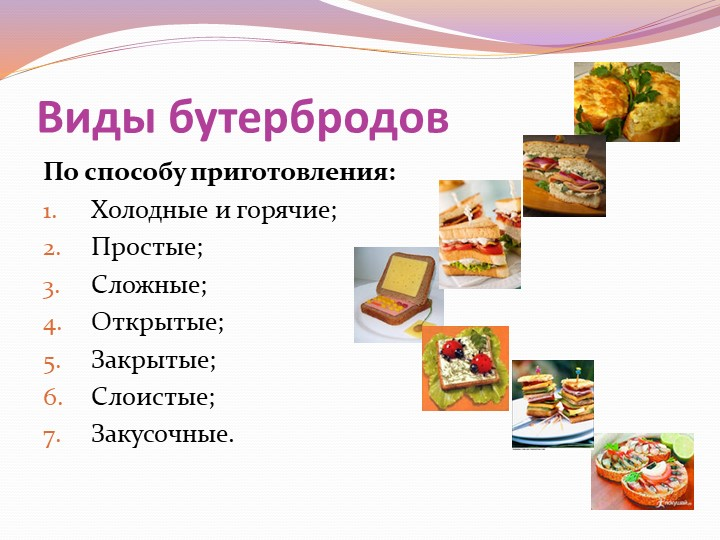 Виды бутербродов
По способу приготовления:
1. Холодные и горячие;
2. Простые;
3. Сложные;
4. Открытые;
5. Закрытые;
6. Слоистые;
7. Закусочные.